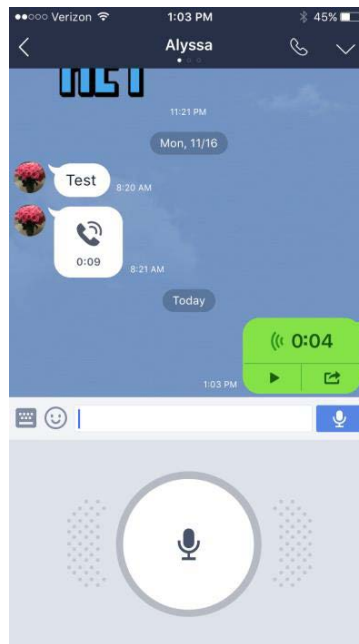 Verizon 1:03 PM 45%
Alyssa
11:21 PM
Mon, 11/16
Test
8:20 AM
0:09
8:21 AM
Today
0:04
1:03 PM